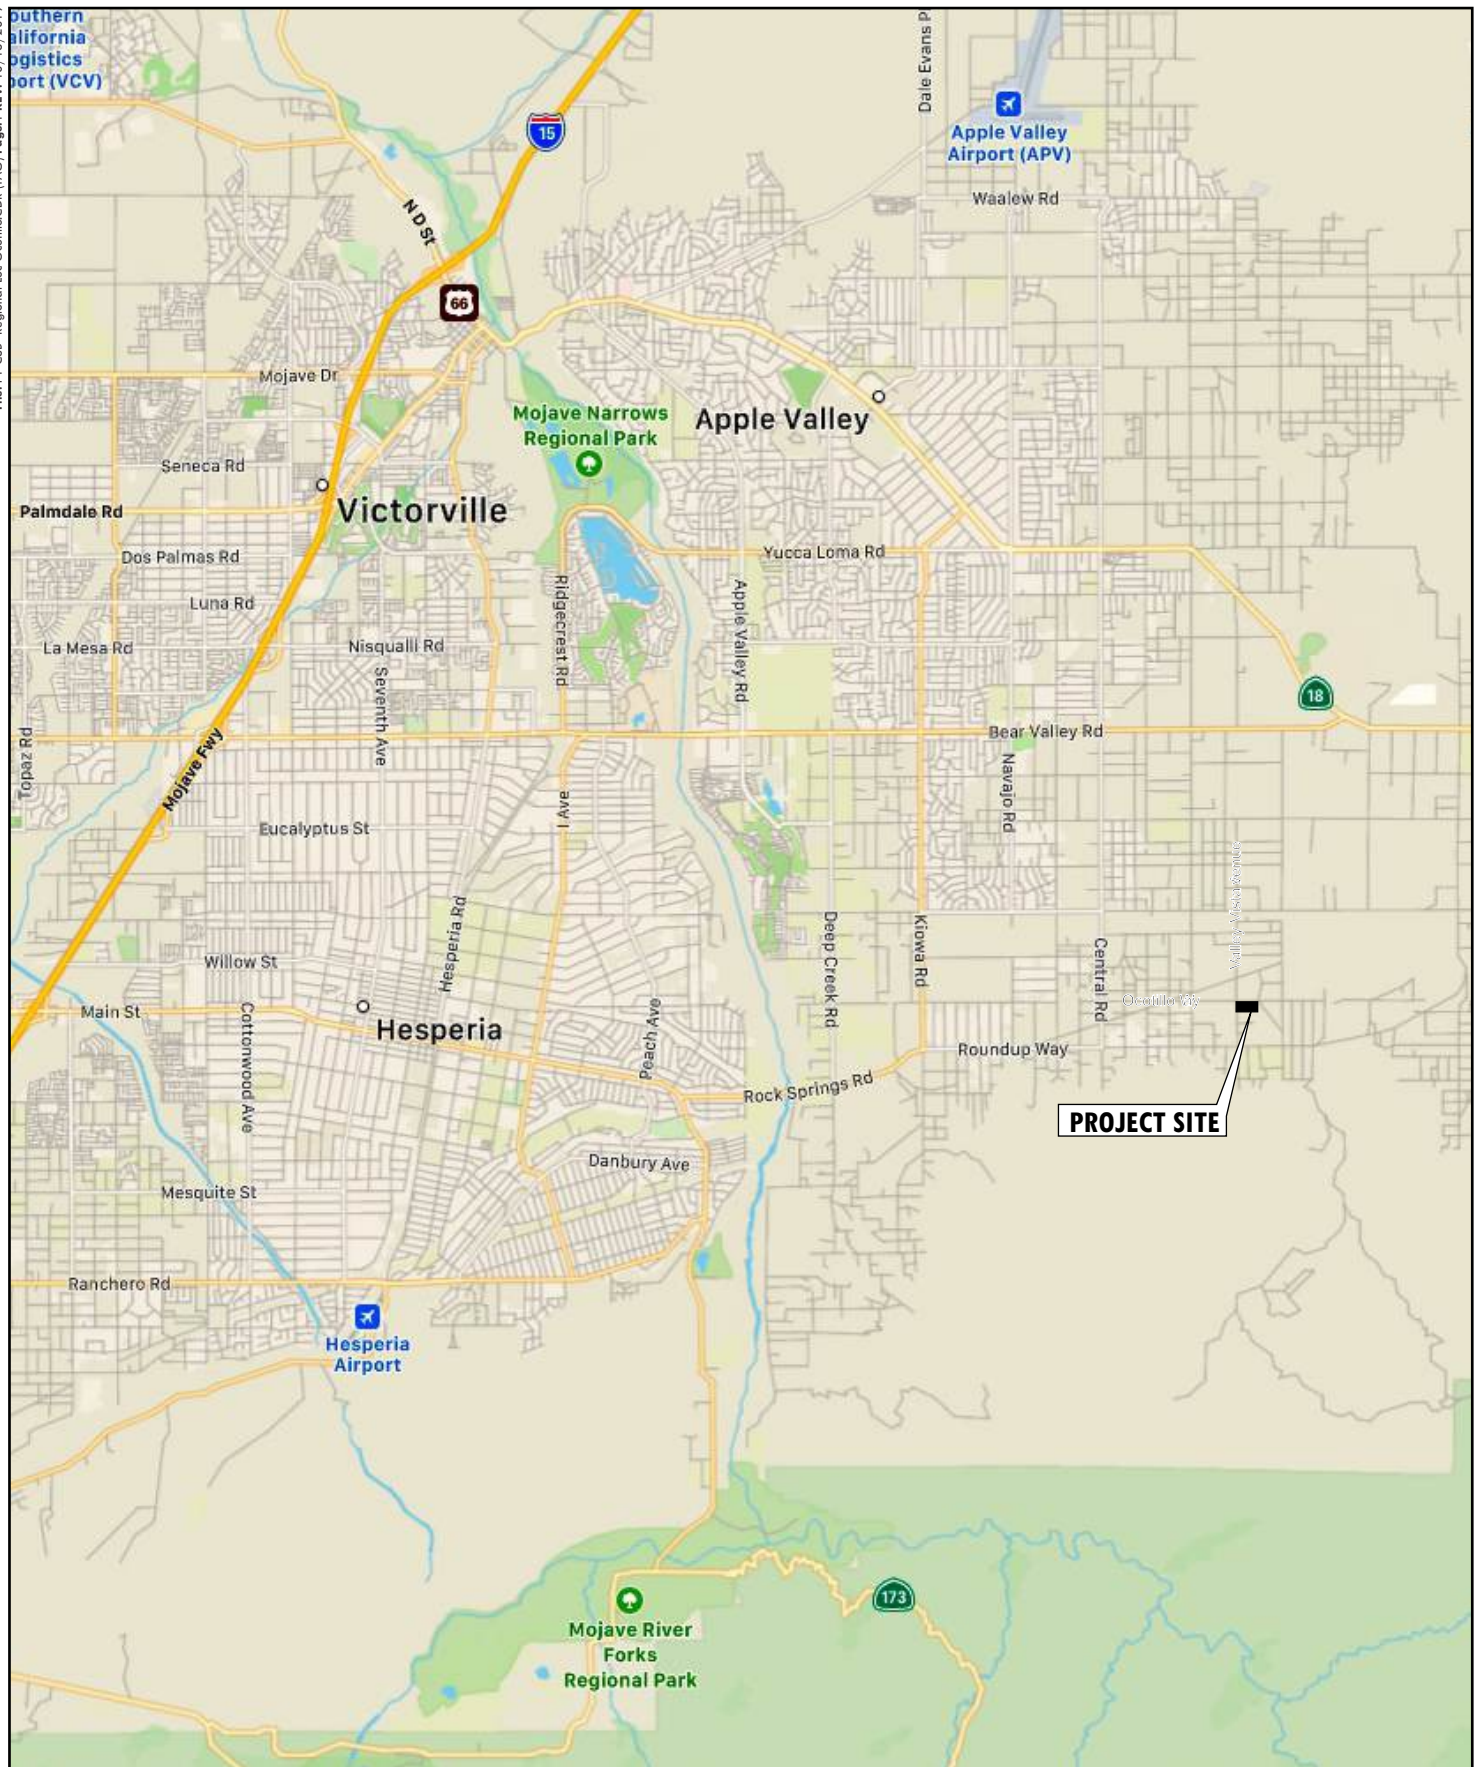 outhern
alifornia
ogistics
port (VCV)
Dale Evans P
15
Apple Valley
Airport (APV)
Waalew Rd
N D St
66
Mojave Dr
Mojave Narrows
Regional Park
Apple Valley
Seneca Rd
Palmdale Rd
Victorville
Dos Palmas Rd
Yucca Loma Rd
Luna Rd
Ridgecrest Rd
Apple Valley Rd
La Mesa Rd
Nisqualli Rd
Seventh Ave
18
Topaz Rd
Mojave Fwy
Bear Valley Rd
Navajo Rd
I Ave
Eucalyptus St
Valley Vista Avenue
Hesperia Rd
Deep Creek Rd
Kiowa Rd
Central Rd
Willow St
Ocotillo Way
Main St
Cottonwood Ave
Hesperia
Peach Ave
Roundup Way
Rock Springs Rd
PROJECT SITE
Danbury Ave
Mesquite St
Ranchero Rd
Hesperia
Airport
173
Mojave River
Forks
Regional Park